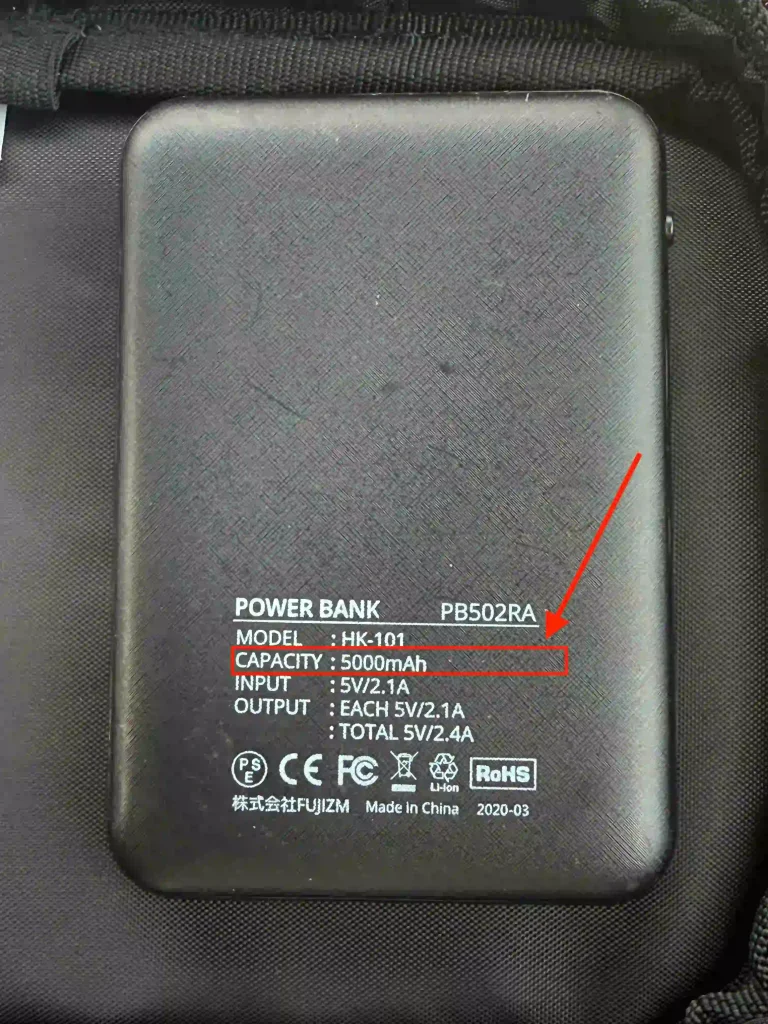 POWER BANK PB502RA
MODEL : HK-101
CAPACITY : 5000mAh
INPUT : 5V/2.1A
OUTPUT : EACH 5V/2.1A
: TOTAL 5V/2.4A
PSE CE FC Li-Ion RoHS
株式会社FUJIZM Made in China 2020-03